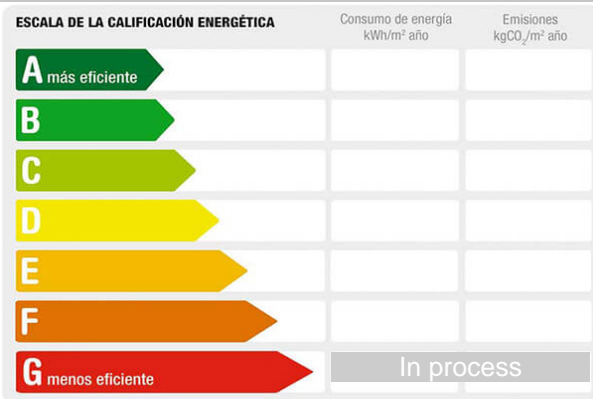 ESCALA DE LA CALIFICACIÓN ENERGÉTICA
Consumo de energía
kWh/m² año
Emisiones
kgCO₂/m² año
A más eficiente
B
C
D
E
F
G menos eficiente
In process